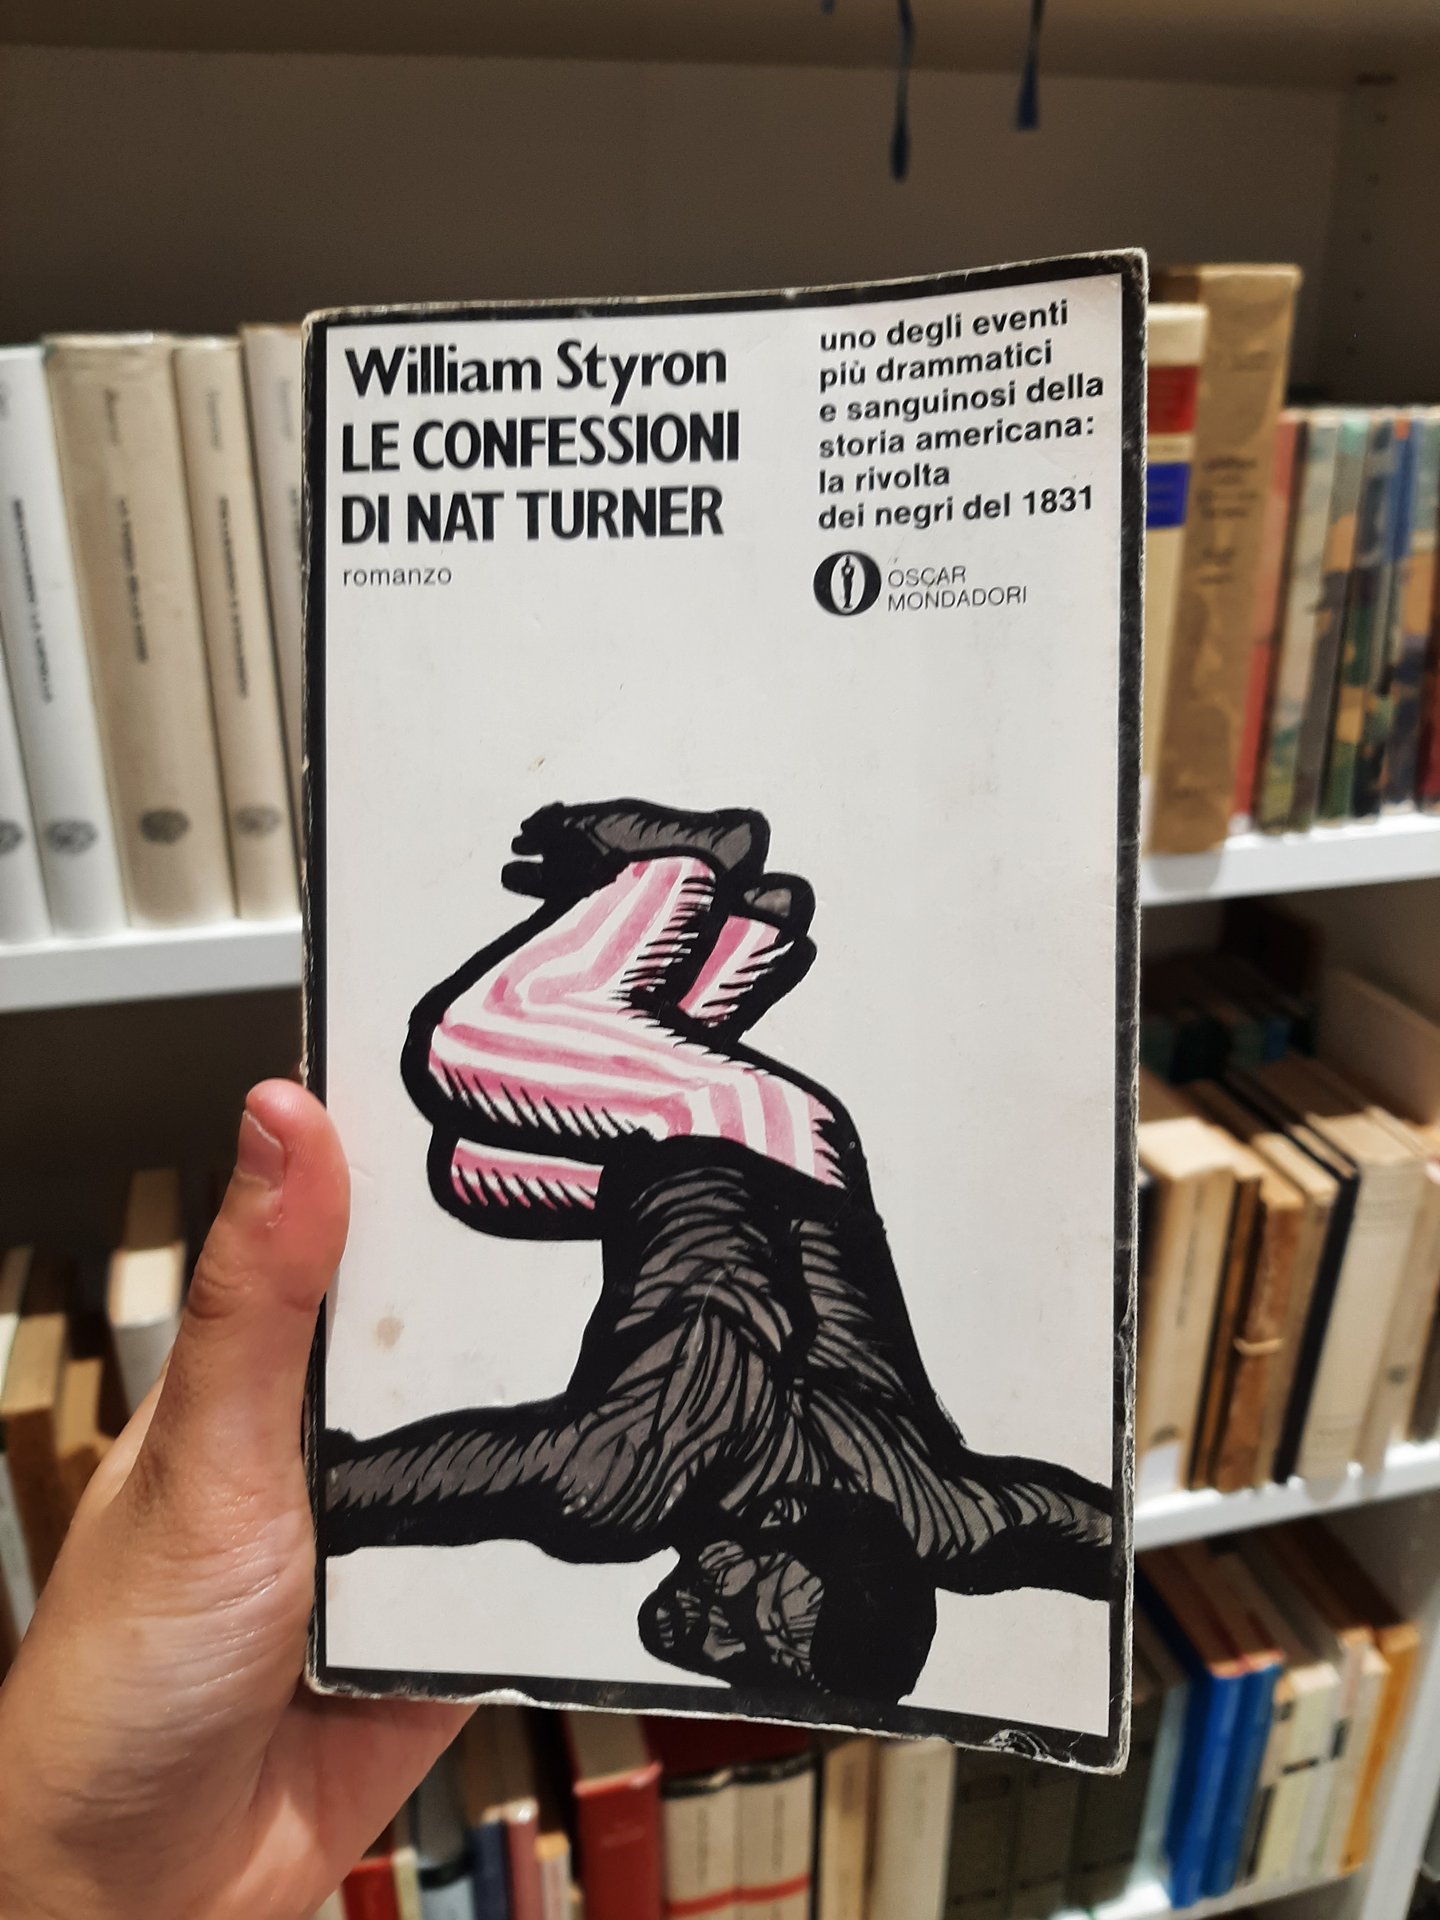 William Styron
LE CONFESSIONI
DI NAT TURNER
romanzo
uno degli eventi
più drammatici
e sanguinosi della
storia americana:
la rivolta
dei negri del 1831
OSCAR
MONDADORI